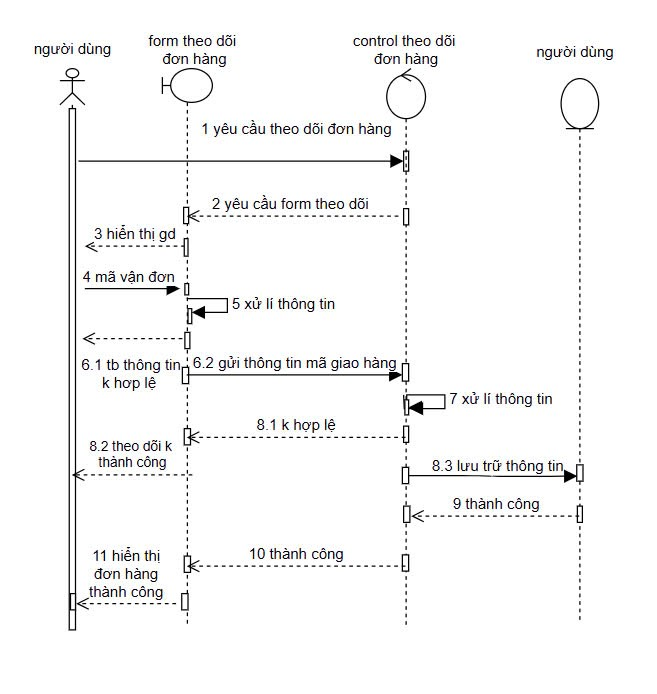 người dùng
form theo dõi
đơn hàng
control theo dõi
đơn hàng
người dùng
1 yêu cầu theo dõi đơn hàng
2 yêu cầu form theo dõi
3 hiển thị gd
4 mã vận đơn
5 xử lí thông tin
6.1 tb thông tin
k hơp lệ
6.2 gửi thông tin mã giao hàng
7 xử lí thông tin
8.1 k hợp lệ
8.2 theo dõi k
thành công
8.3 lưu trữ thông tin
9 thành công
10 thành công
11 hiển thị
đơn hàng
thành công